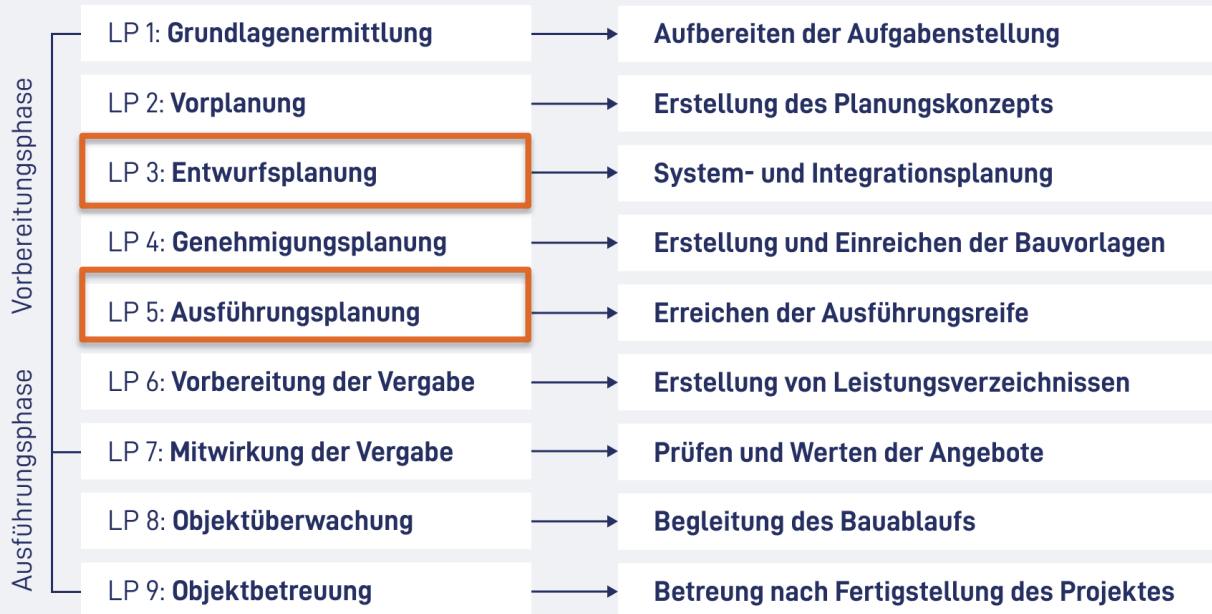 Vorbereitungsphase
LP 1: Grundlagenermittlung
Aufbereiten der Aufgabenstellung
LP 2: Vorplanung
Erstellung des Planungskonzepts
LP 3: Entwurfsplanung
System- und Integrationsplanung
LP 4: Genehmigungsplanung
Erstellung und Einreichen der Bauvorlagen
LP 5: Ausführungsplanung
Erreichen der Ausführungsreife
Ausführungsphase
LP 6: Vorbereitung der Vergabe
Erstellung von Leistungsverzeichnissen
LP 7: Mitwirkung der Vergabe
Prüfen und Werten der Angebote
LP 8: Objektüberwachung
Begleitung des Bauablaufs
LP 9: Objektbetreuung
Betreung nach Fertigstellung des Projektes